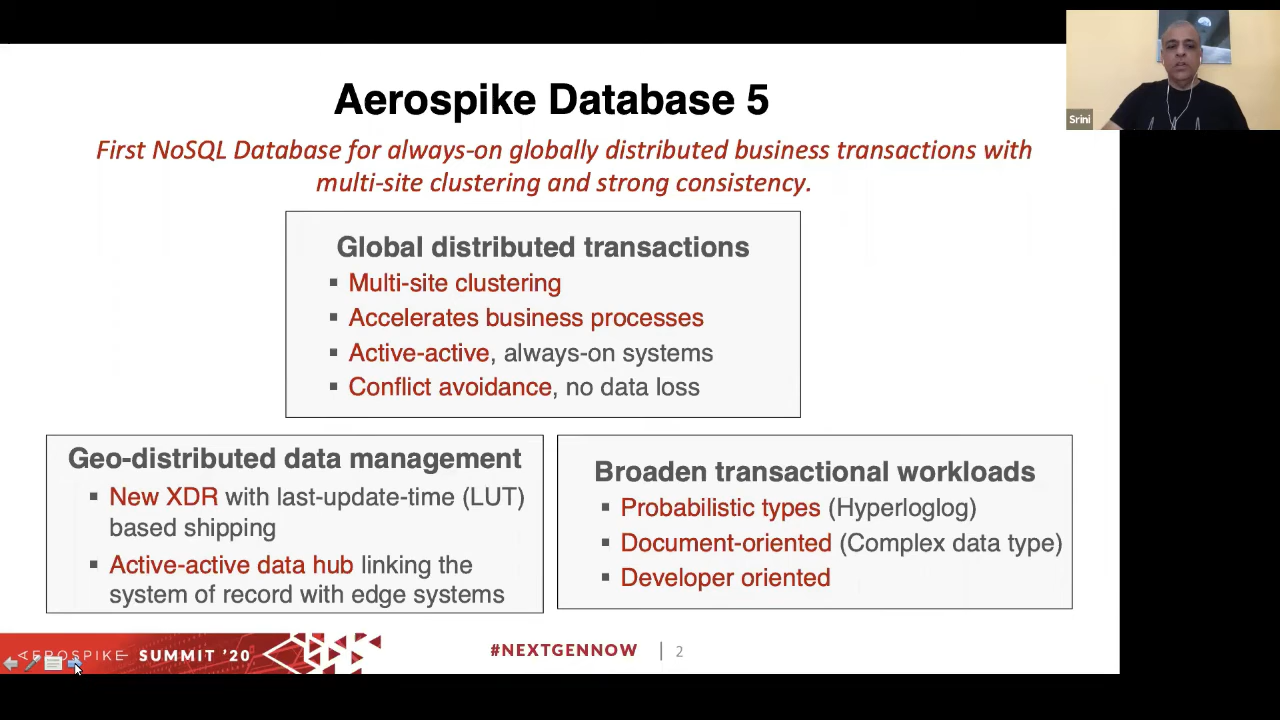 Aerospike Database 5
First NoSQL Database for always-on globally distributed business transactions with
multi-site clustering and strong consistency.
Global distributed transactions
▪ Multi-site clustering
▪ Accelerates business processes
▪ Active-active, always-on systems
▪ Conflict avoidance, no data loss
Geo-distributed data management
▪ New XDR with last-update-time (LUT)
based shipping
▪ Active-active data hub linking the
system of record with edge systems
Broaden transactional workloads
▪ Probabilistic types (Hyperloglog)
▪ Document-oriented (Complex data type)
▪ Developer oriented
AEROSPIKE SUMMIT '20
#NEXTGENNOW | 2
Srini